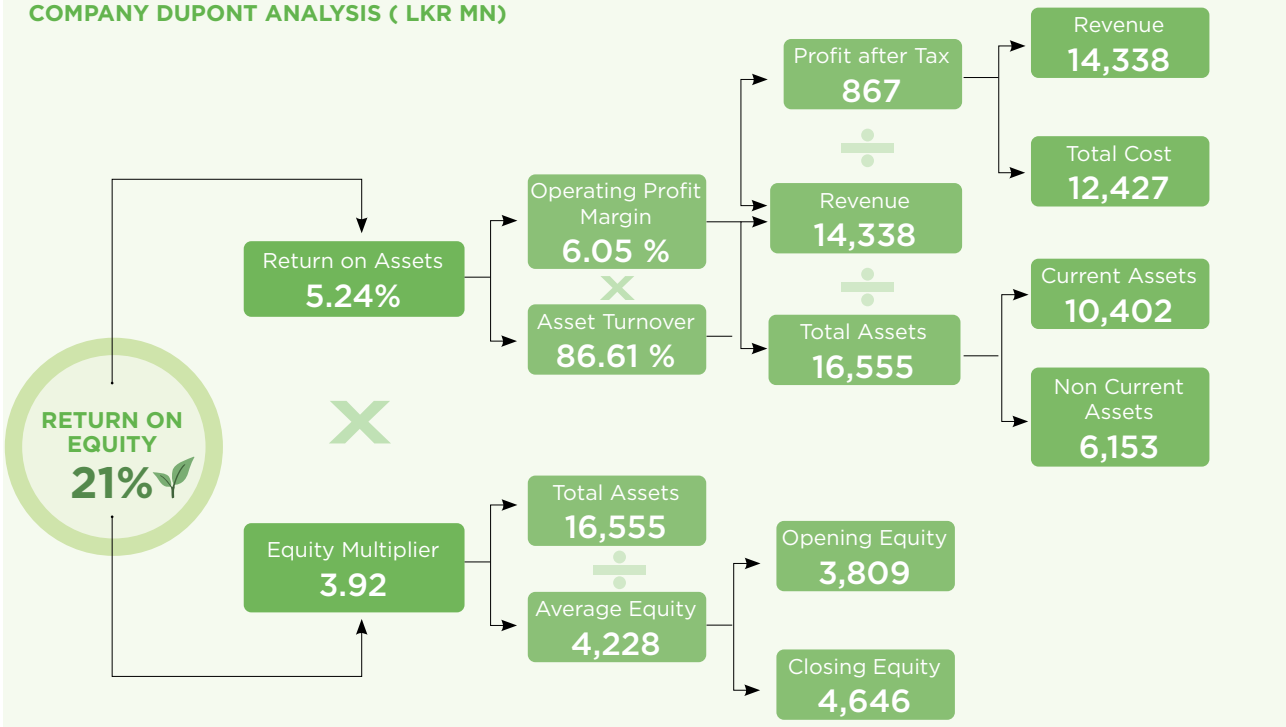 COMPANY DUPONT ANALYSIS ( LKR MN)
RETURN ON
EQUITY
21%
Return on Assets
5.24%
X
Equity Multiplier
3.92
Operating Profit
Margin
6.05 %
X
Asset Turnover
86.61 %
Total Assets
16,555
÷
Average Equity
4,228
Profit after Tax
867
÷
Revenue
14,338
÷
Total Assets
16,555
Opening Equity
3,809
Closing Equity
4,646
Revenue
14,338
Total Cost
12,427
Current Assets
10,402
Non Current
Assets
6,153